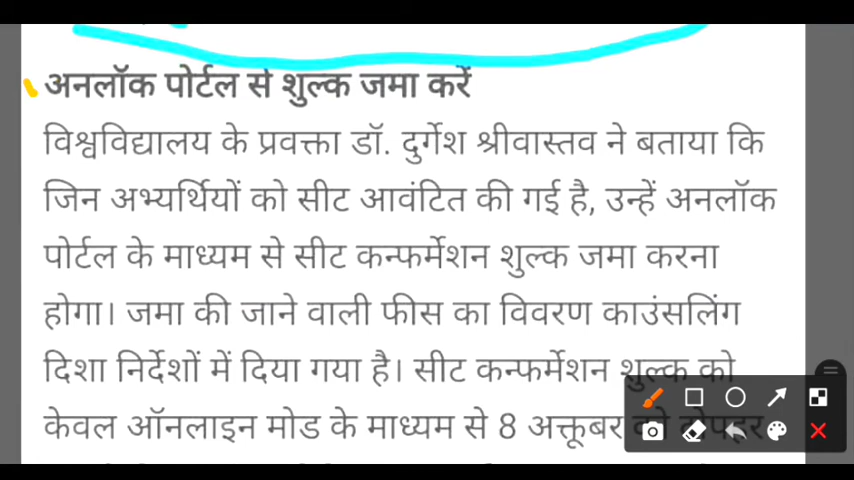 अनलॉक पोर्टल से शुल्क जमा करें
विश्वविद्यालय के प्रवक्ता डॉ. दुर्गेश श्रीवास्तव ने बताया कि
जिन अभ्यर्थियों को सीट आवंटित की गई है, उन्हें अनलॉक
पोर्टल के माध्यम से सीट कन्फर्मेशन शुल्क जमा करना
होगा। जमा की जाने वाली फीस का विवरण काउंसलिंग
दिशा निर्देशों में दिया गया है। सीट कन्फर्मेशन शुल्क को
केवल ऑनलाइन मोड के माध्यम से 8 अक्तूबर को दोपहर